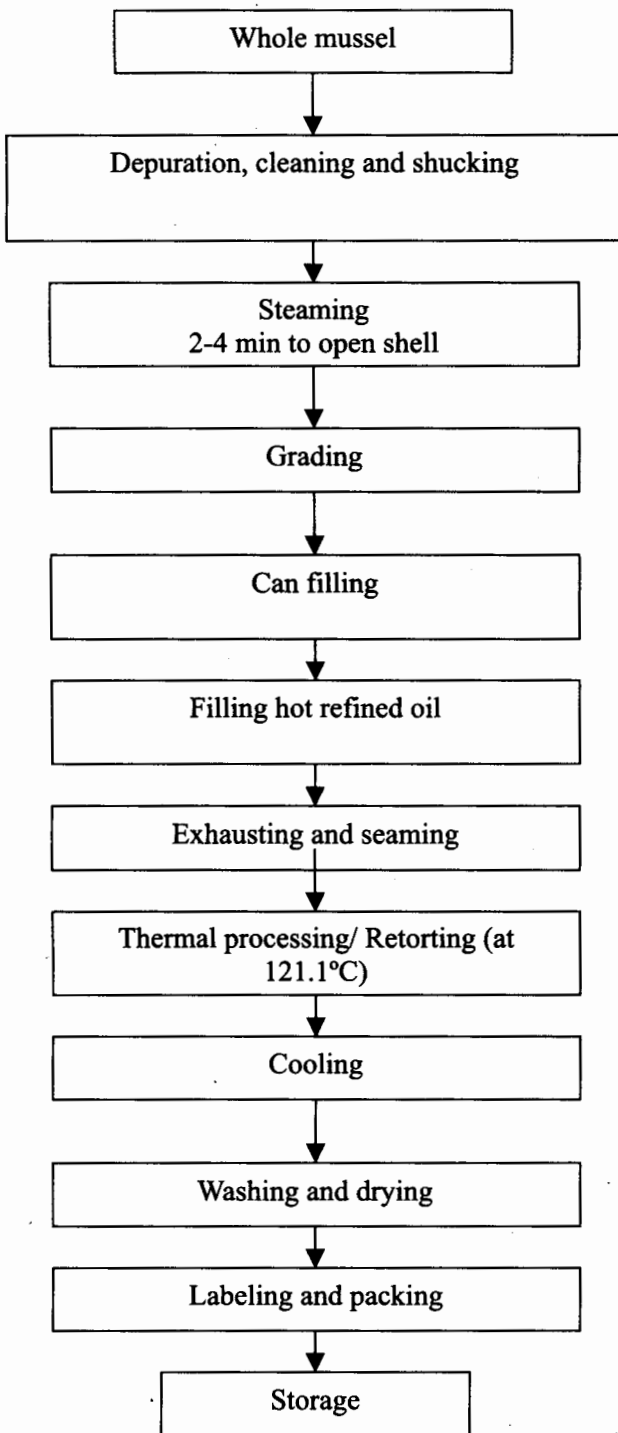 Whole mussel
Depuration, cleaning and shucking
Steaming
2-4 min to open shell
Grading
Can filling
Filling hot refined oil
Exhausting and seaming
Thermal processing/ Retorting (at
121.1ºC)
Cooling
Washing and drying
Labeling and packing
Storage